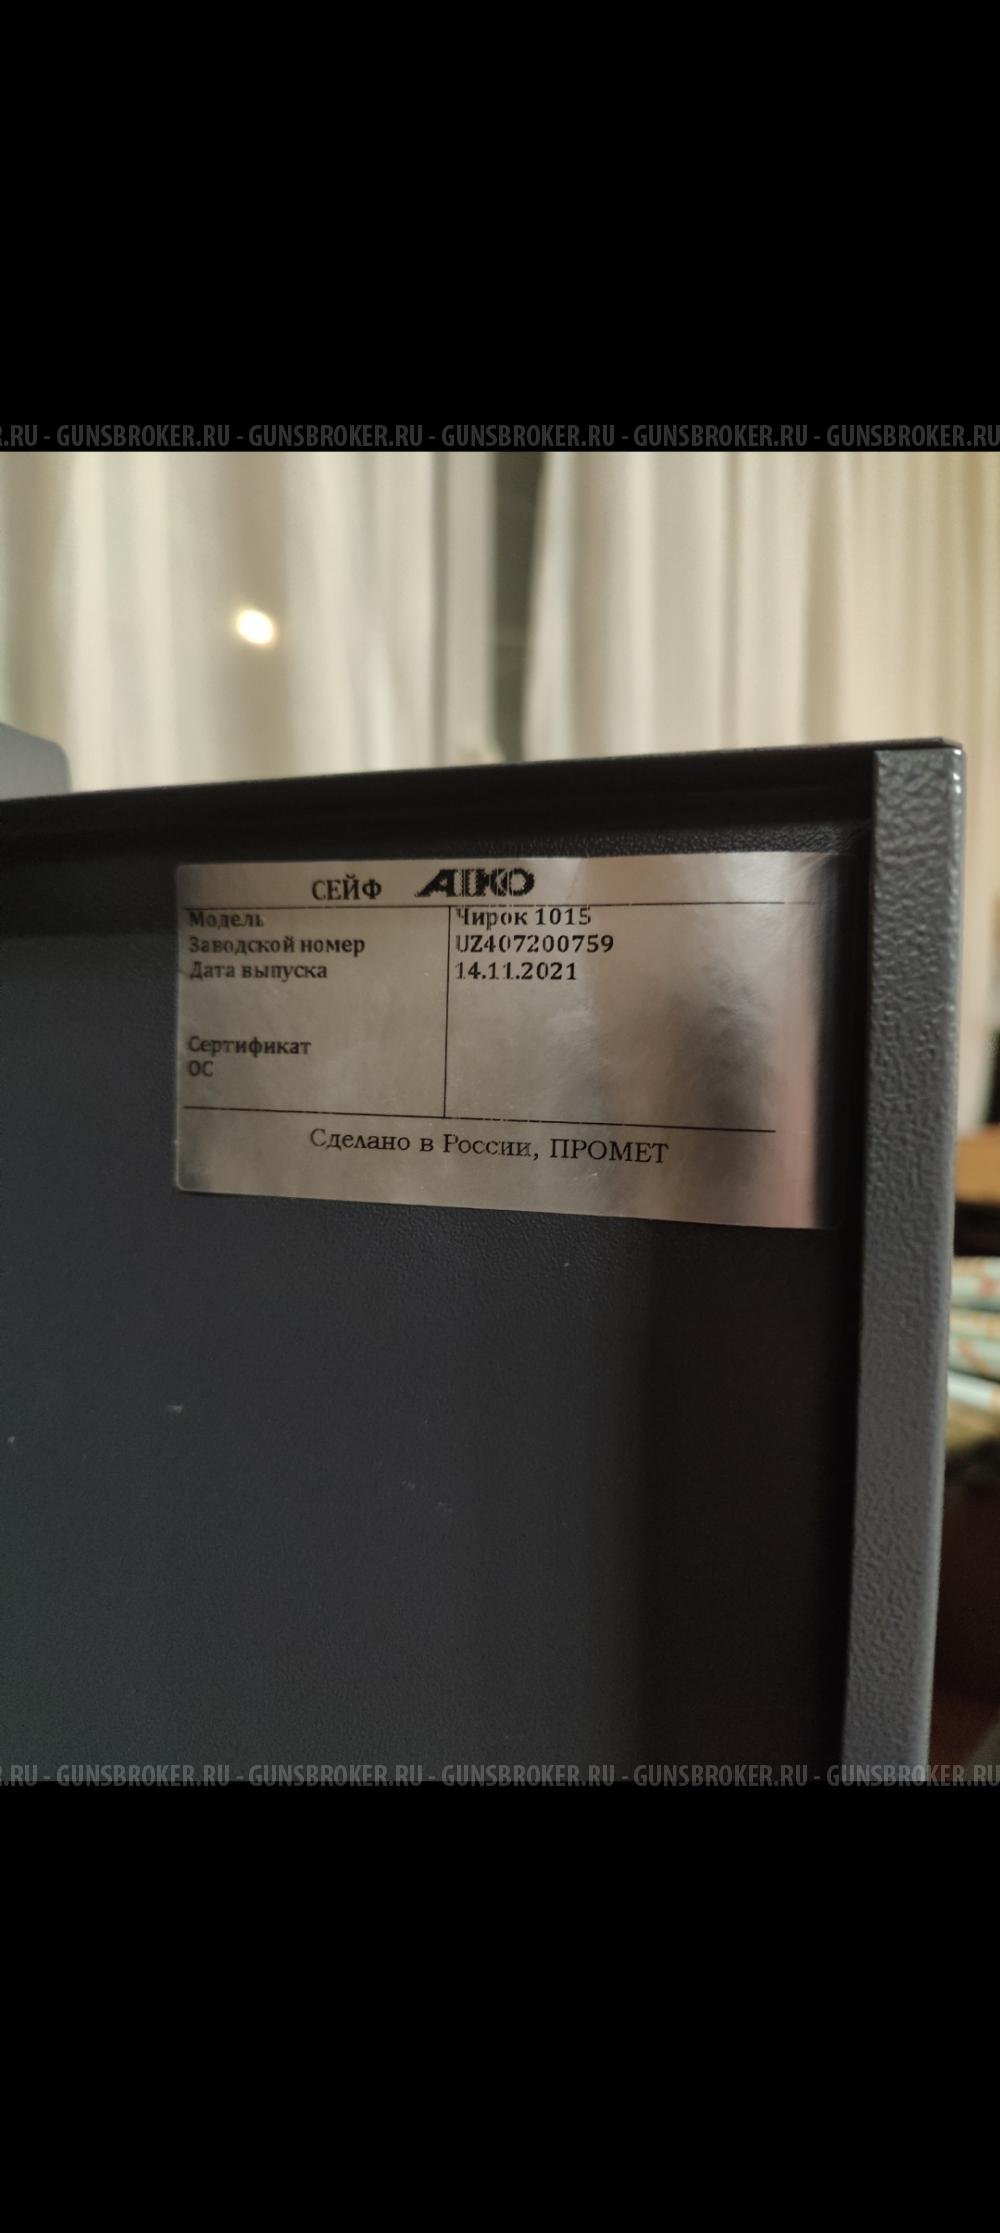 R.RU - GUNSBROKER.RU - GUNSBROKER.RU - GUNSBROKER.RU - GUNSBROKER.RU - GUNSBROKER.RU
СЕЙФ AIKO
Модель Чирок 1015
Заводской номер UZ407200759
Дата выпуска 14.11.2021
Сертификат
ОС
Сделано в России, ПРОМЕТ
R.RU - GUNSBROKER.RU - GUNSBROKER.RU - GUNSBROKER.RU - GUNSBROKER.RU - GUNSBROKER.RU